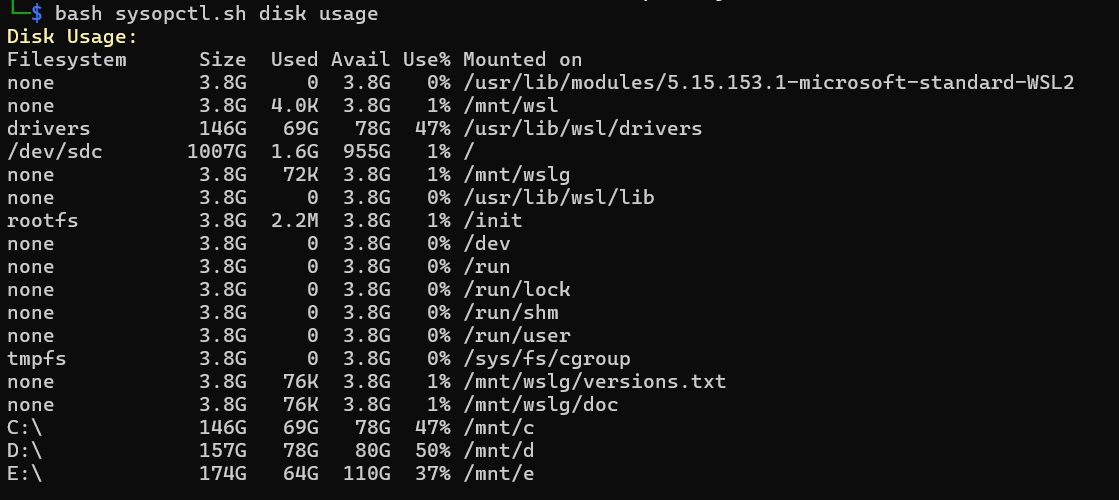 └─$ bash sysopctl.sh disk usage
Disk Usage:
Filesystem      Size  Used Avail Use% Mounted on
none            3.8G     0  3.8G   0% /usr/lib/modules/5.15.153.1-microsoft-standard-WSL2
none            3.8G  4.0K  3.8G   1% /mnt/wsl
drivers         146G   69G   78G  47% /usr/lib/wsl/drivers
/dev/sdc       1007G  1.6G  955G   1% /
none            3.8G   72K  3.8G   1% /mnt/wslg
none            3.8G     0  3.8G   0% /usr/lib/wsl/lib
rootfs          3.8G  2.2M  3.8G   1% /init
none            3.8G     0  3.8G   0% /dev
none            3.8G     0  3.8G   0% /run
none            3.8G     0  3.8G   0% /run/lock
none            3.8G     0  3.8G   0% /run/shm
none            3.8G     0  3.8G   0% /run/user
tmpfs           3.8G     0  3.8G   0% /sys/fs/cgroup
none            3.8G   76K  3.8G   1% /mnt/wslg/versions.txt
none            3.8G   76K  3.8G   1% /mnt/wslg/doc
C:\             146G   69G   78G  47% /mnt/c
D:\             157G   78G   80G  50% /mnt/d
E:\             174G   64G  110G  37% /mnt/e